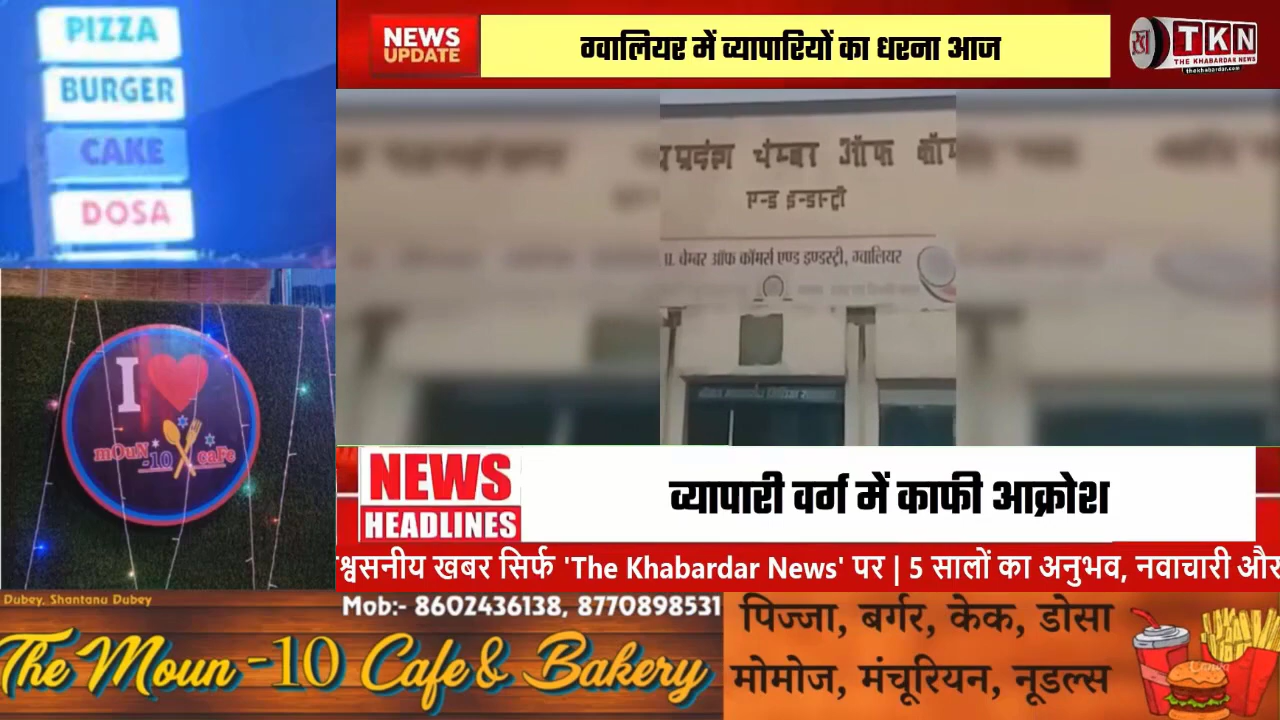 PIZZA
BURGER
CAKE
DOSA
I
mOuN
-10 caFe
NEWS
UPDATE
ग्वालियर में व्यापारियों का धरना आज
TKN
THE KHABARDAR NEWS
thekhabardar.com
चेम्बर ऑफ
एन्ड इन्डस्ट्री
प्र. चेम्बर ऑफ कॉमर्स एण्ड इण्डस्ट्री, ग्वालियर
NEWS
HEADLINES
व्यापारी वर्ग में काफी आक्रोश
श्वसनीय खबर सिर्फ 'The Khabardar News' पर | 5 सालों का अनुभव, नवाचारी और
Dubey, Shantanu Dubey
Mob:- 8602436138, 8770898531
The Moun -10 Cafe & Bakery
पिज्जा, बर्गर, केक, डोसा
मोमोज, मंचूरियन, नूडल्स